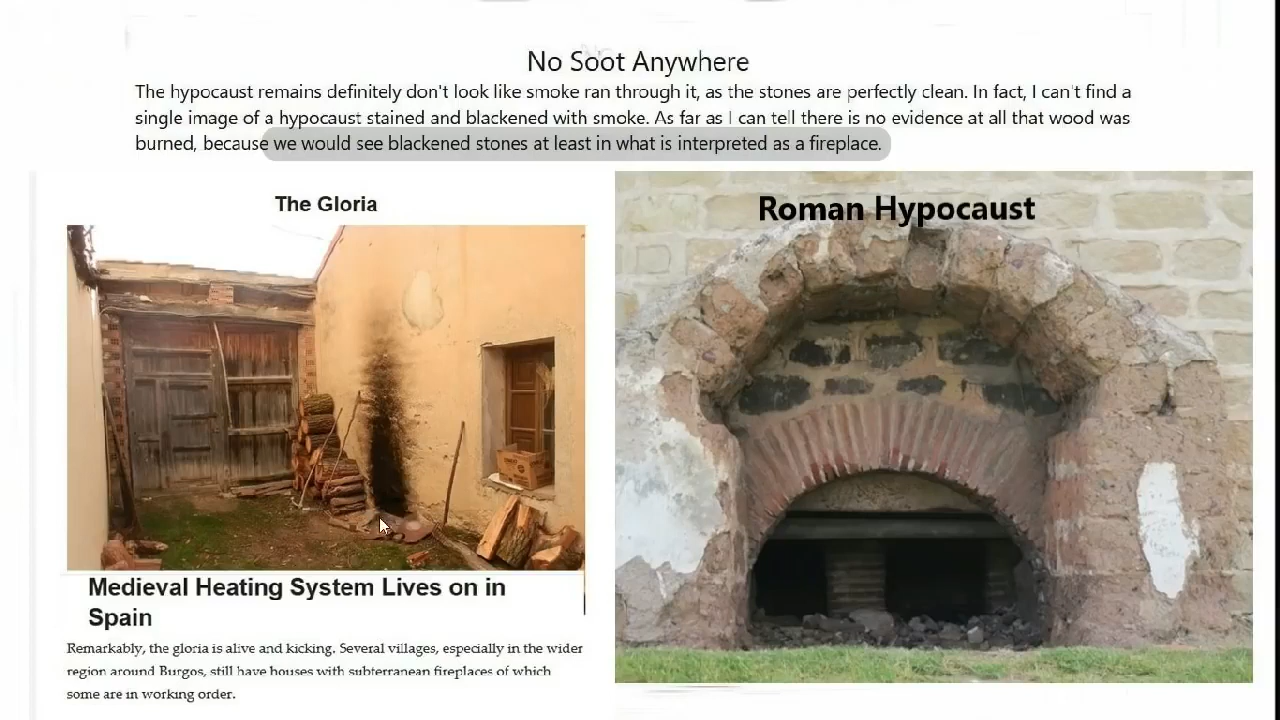 No Soot Anywhere
The hypocaust remains definitely don't look like smoke ran through it, as the stones are perfectly clean. In fact, I can't find a
single image of a hypocaust stained and blackened with smoke. As far as I can tell there is no evidence at all that wood was
burned, because we would see blackened stones at least in what is interpreted as a fireplace.
The Gloria
Roman Hypocaust
Medieval Heating System Lives on in
Spain
Remarkably, the gloria is alive and kicking. Several villages, especially in the wider
region around Burgos, still have houses with subterranean fireplaces of which
some are in working order.